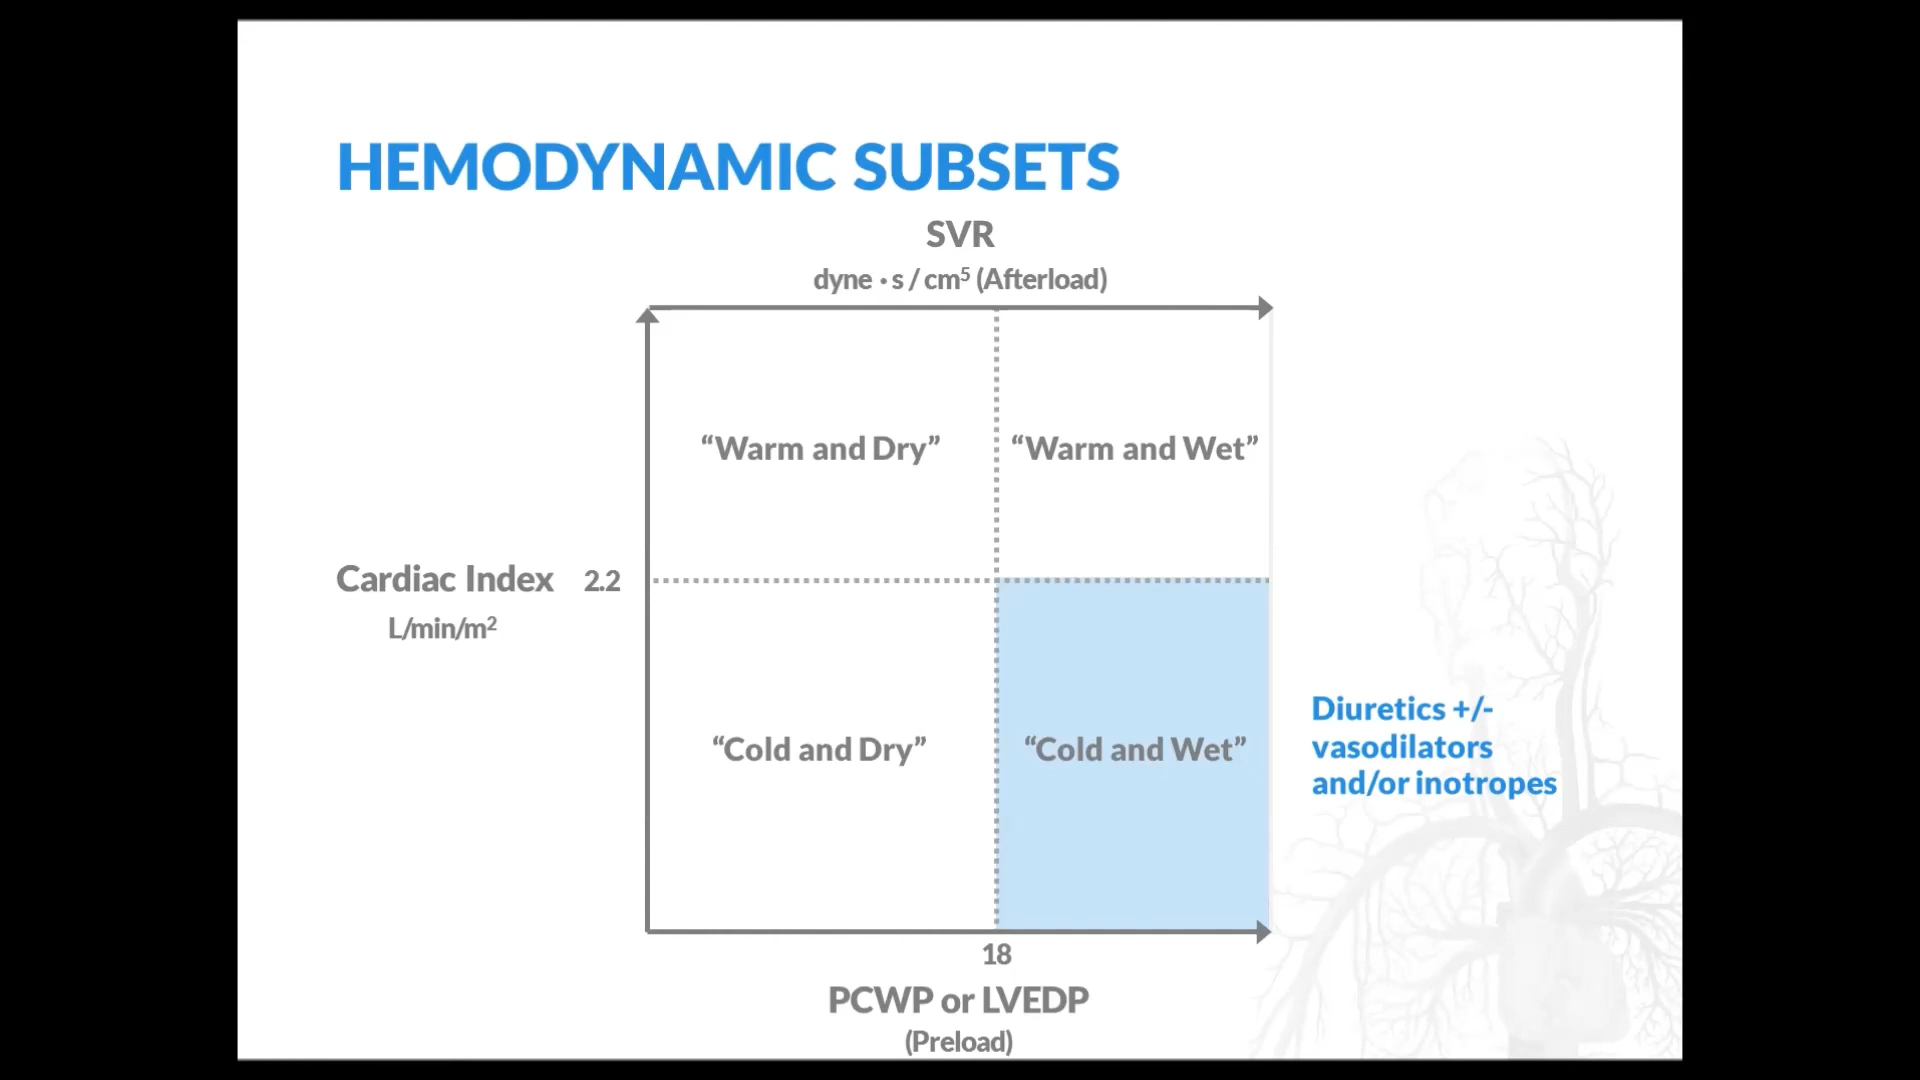 HEMODYNAMIC SUBSETS
SVR
dyne · s / cm⁵ (Afterload)
“Warm and Dry”
“Warm and Wet”
Cardiac Index
2.2
L/min/m²
“Cold and Dry”
“Cold and Wet”
Diuretics +/-
vasodilators
and/or inotropes
18
PCWP or LVEDP
(Preload)